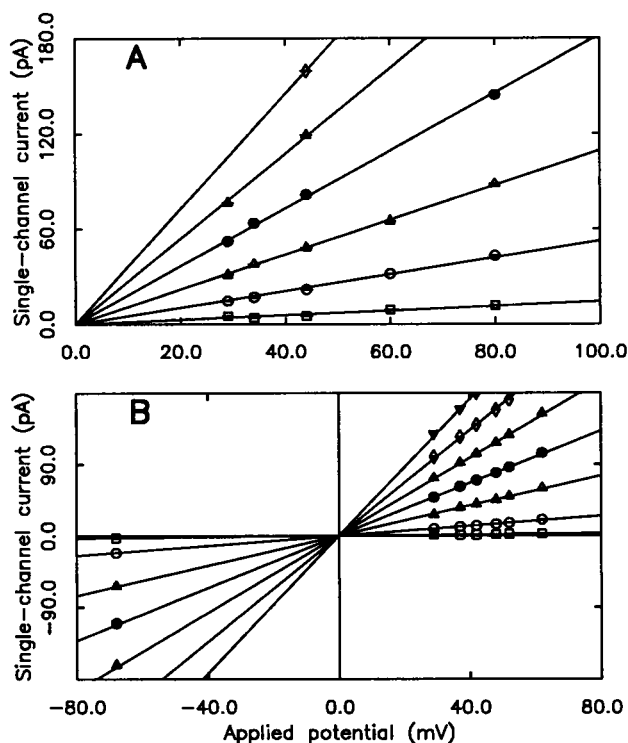 A
Single-channel current (pA)
180.0
120.0
60.0
0.0
0.0 20.0 40.0 60.0 80.0 100.0
B
Single-channel current (pA)
90.0
0.0
-90.0
-80.0 -40.0 0.0 40.0 80.0
Applied potential (mV)